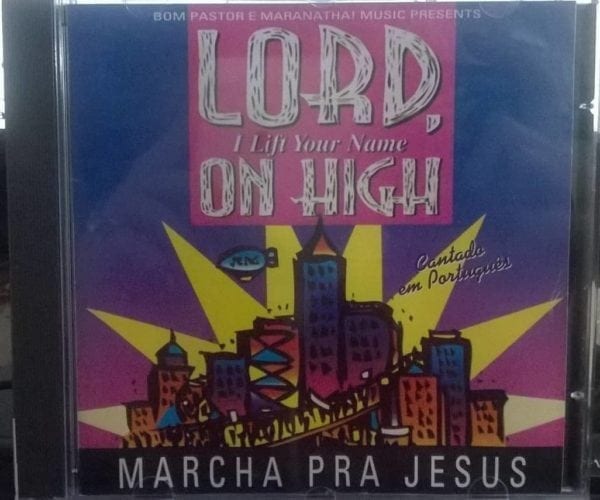 BOM PASTOR E MARANATHA! MUSIC PRESENTS
LORD,
I Lift Your Name
ON HIGH
Cantado
em Português
MARCHA PRA JESUS